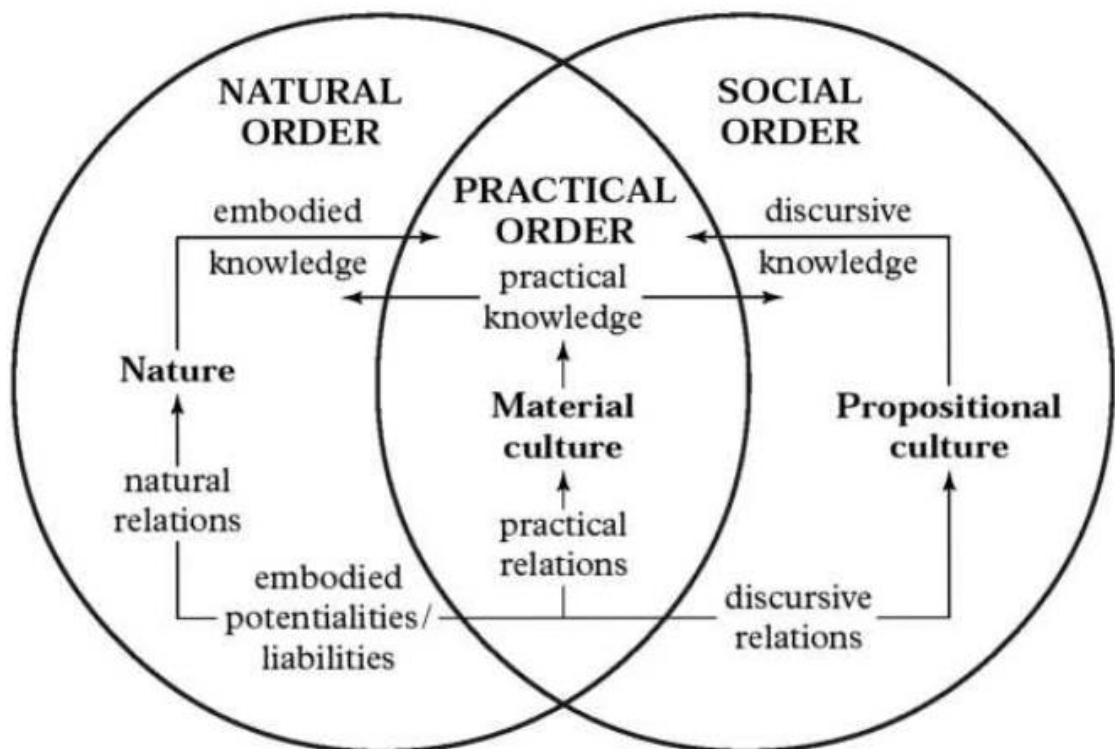 NATURAL
ORDER
SOCIAL
ORDER
PRACTICAL
ORDER
embodied
knowledge
discursive
knowledge
practical
knowledge
Nature
Material
culture
Propositional
culture
natural
relations
practical
relations
embodied
potentialities/
liabilities
discursive
relations